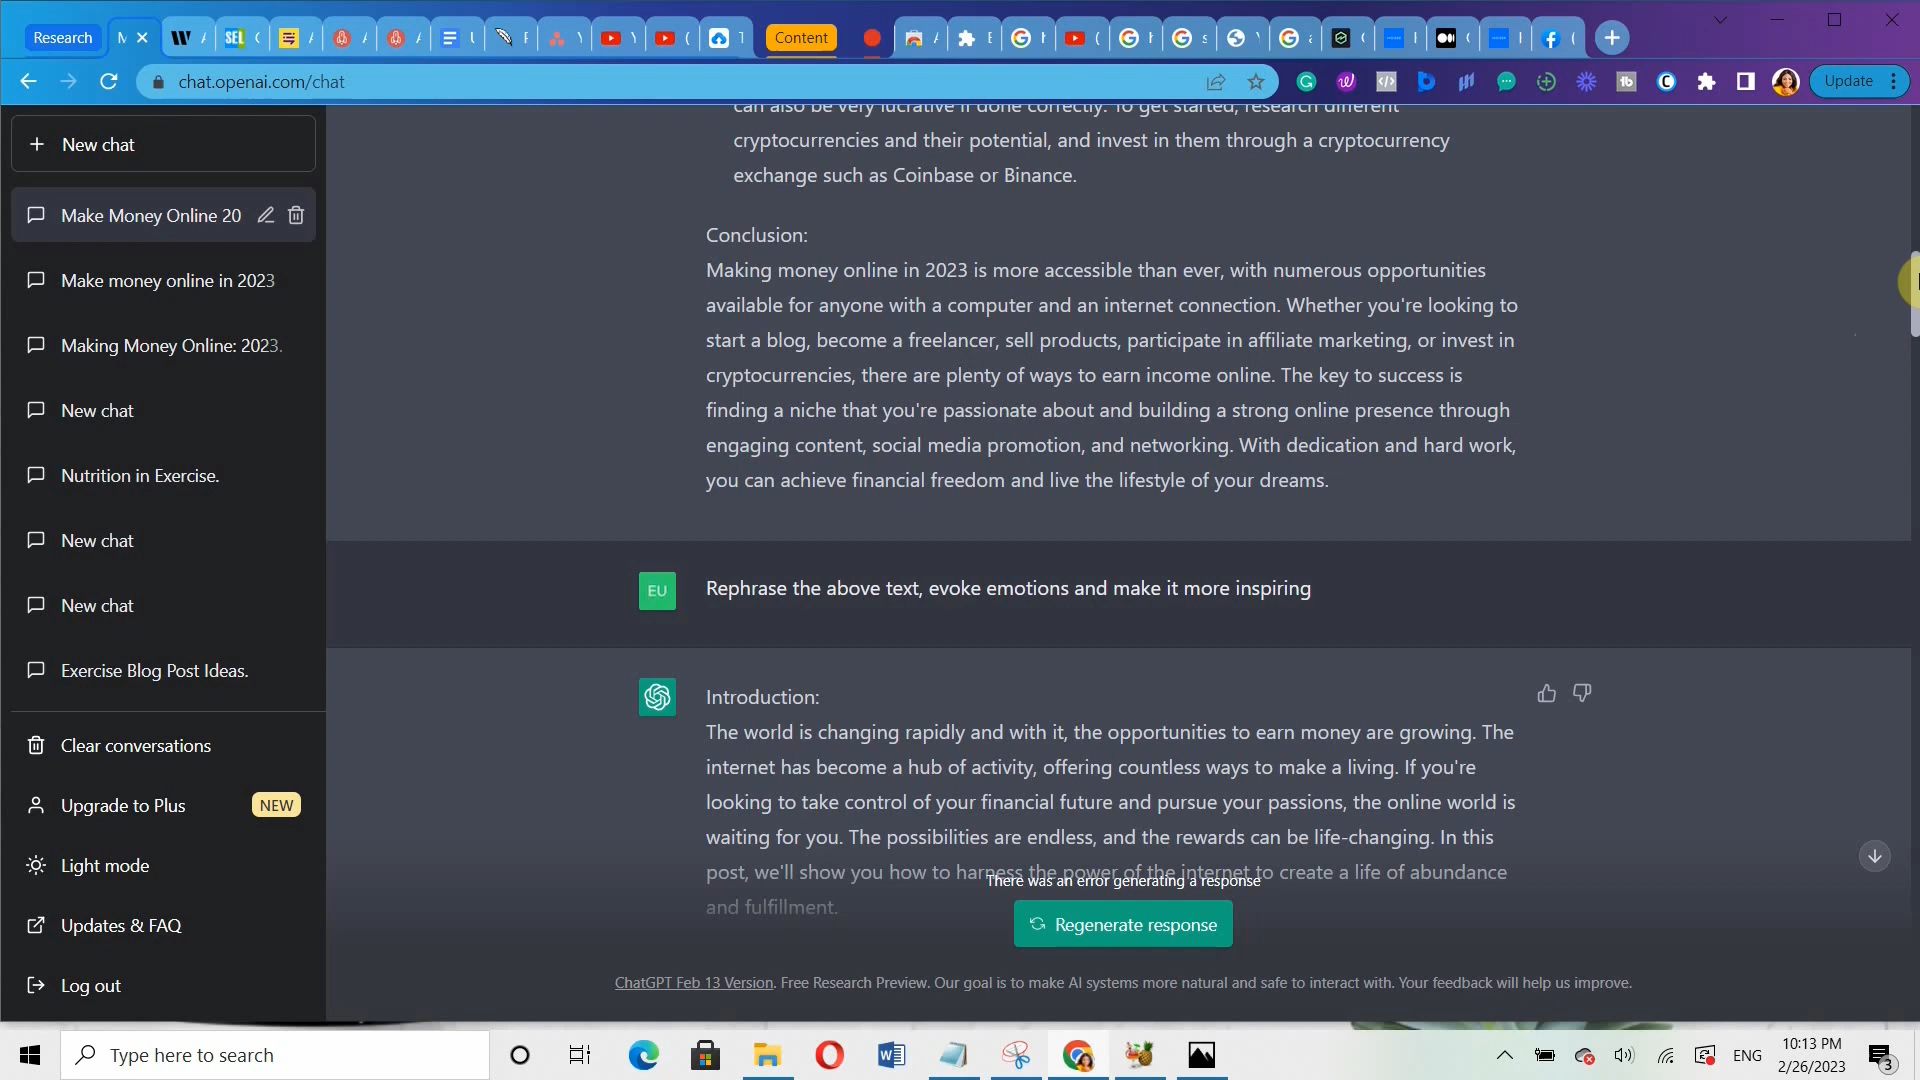 Research
Content
chat.openai.com/chat
Update
New chat
Make Money Online 20
Make money online in 2023
Making Money Online: 2023.
New chat
Nutrition in Exercise.
New chat
New chat
Exercise Blog Post Ideas.
Clear conversations
Upgrade to Plus NEW
Light mode
Updates & FAQ
Log out
can also be very lucrative if done correctly. To get started, research different
cryptocurrencies and their potential, and invest in them through a cryptocurrency
exchange such as Coinbase or Binance.
Conclusion:
Making money online in 2023 is more accessible than ever, with numerous opportunities
available for anyone with a computer and an internet connection. Whether you're looking to
start a blog, become a freelancer, sell products, participate in affiliate marketing, or invest in
cryptocurrencies, there are plenty of ways to earn income online. The key to success is
finding a niche that you're passionate about and building a strong online presence through
engaging content, social media promotion, and networking. With dedication and hard work,
you can achieve financial freedom and live the lifestyle of your dreams.
EU
Rephrase the above text, evoke emotions and make it more inspiring
Introduction:
The world is changing rapidly and with it, the opportunities to earn money are growing. The
internet has become a hub of activity, offering countless ways to make a living. If you're
looking to take control of your financial future and pursue your passions, the online world is
waiting for you. The possibilities are endless, and the rewards can be life-changing. In this
post, we'll show you how to harness the power of the internet to create a life of abundance
and fulfillment.
There was an error generating a response
Regenerate response
ChatGPT Feb 13 Version. Free Research Preview. Our goal is to make AI systems more natural and safe to interact with. Your feedback will help us improve.
Type here to search
ENG
10:13 PM
2/26/2023
3